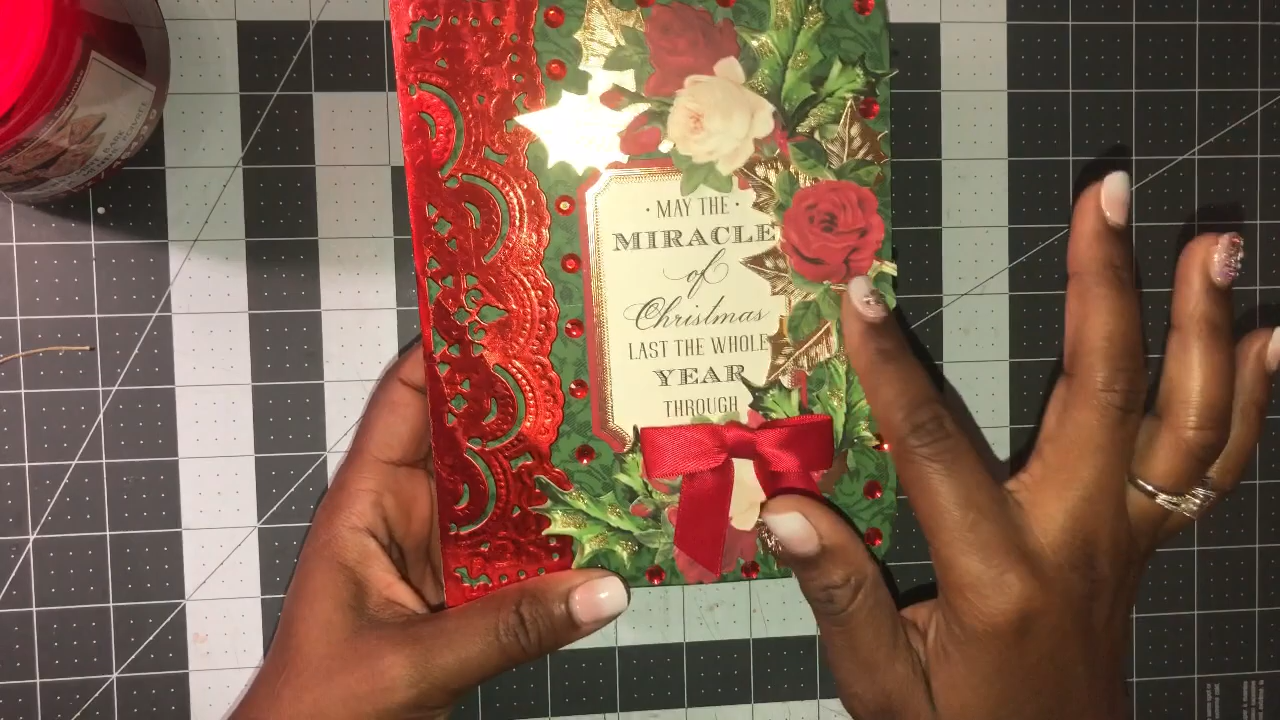 · MAY THE ·
MIRACLE
of
Christmas
LAST THE WHOLE
YEAR
THROUGH